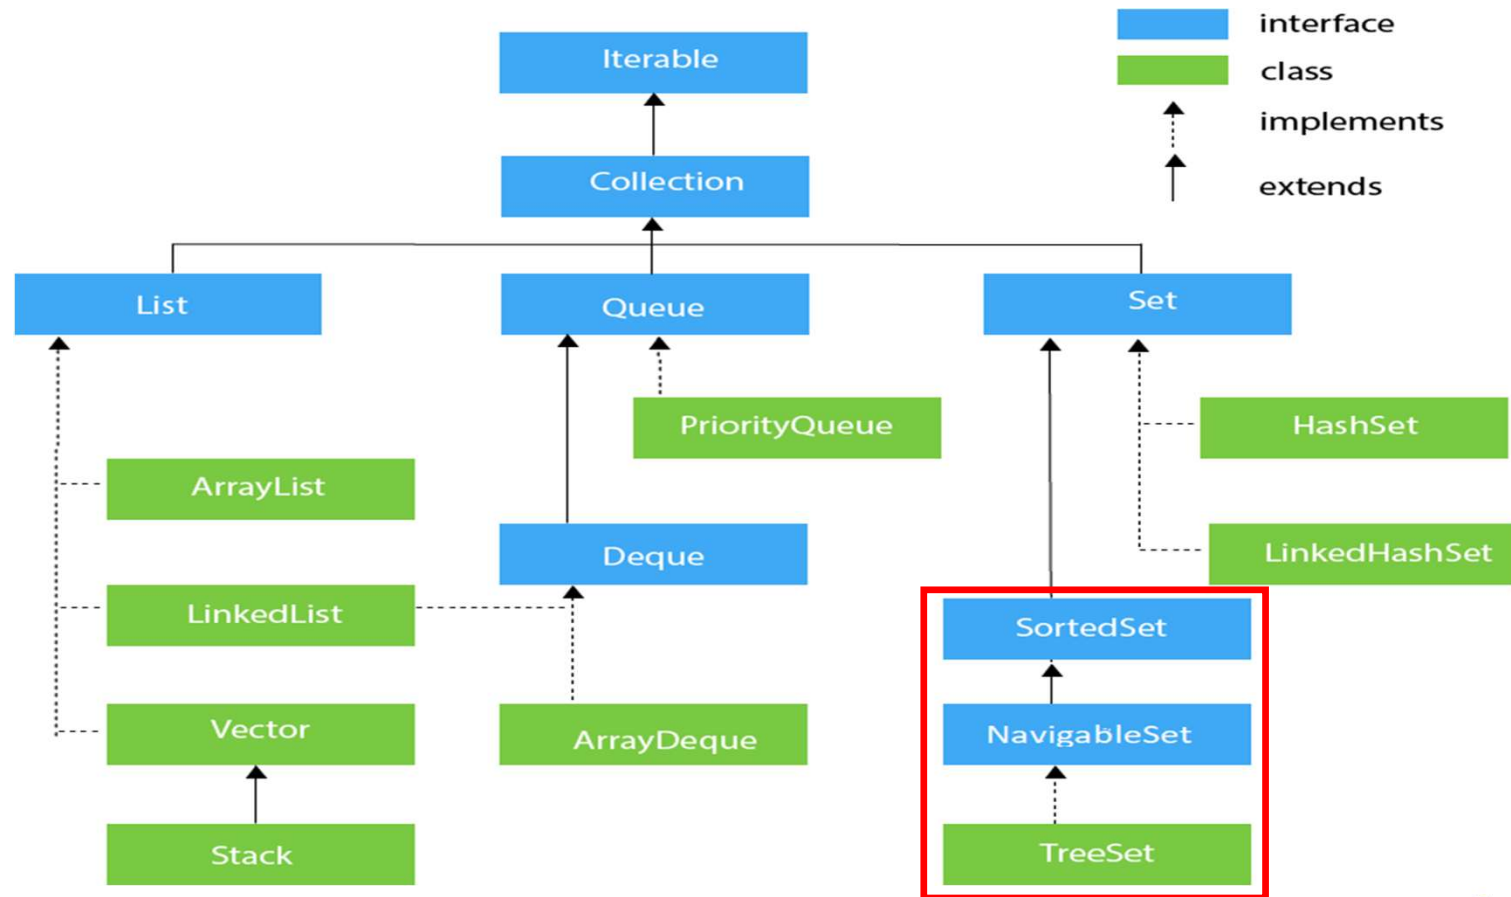 interface
class
implements
extends
Iterable
Collection
List
Queue
Set
PriorityQueue
HashSet
ArrayList
Deque
LinkedHashSet
LinkedList
SortedSet
Vector
ArrayDeque
NavigableSet
Stack
TreeSet